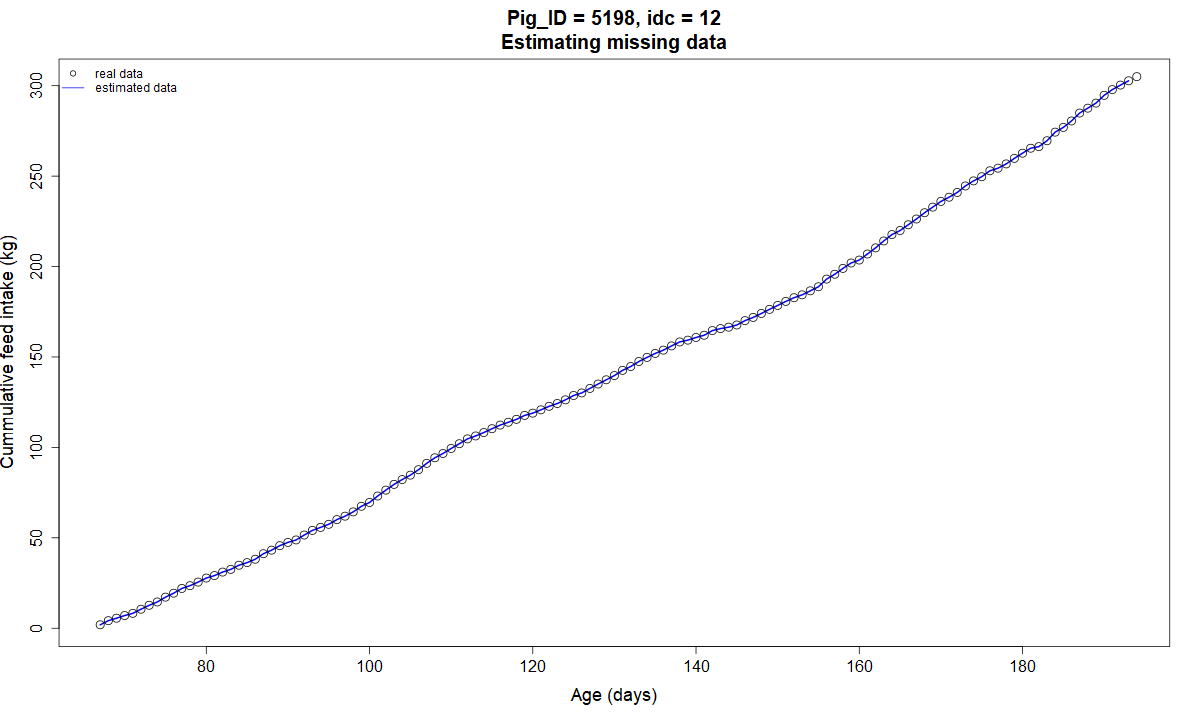 Pig_ID = 5198, idc = 12
Estimating missing data
real data
estimated data
Cummulative feed intake (kg)
300
250
200
150
100
50
0
80 100 120 140 160 180
Age (days)